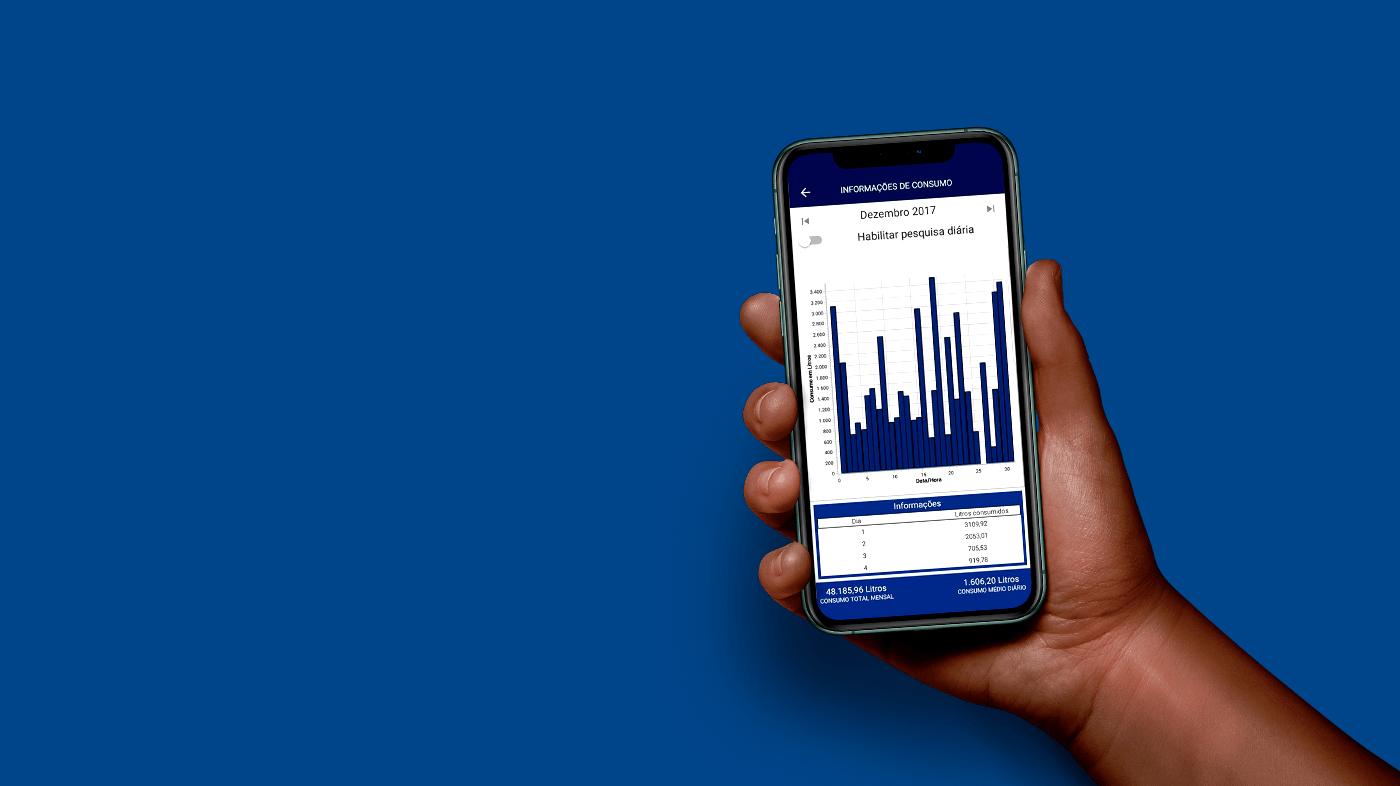 INFORMAÇÕES DE CONSUMO
Dezembro 2017
Habilitar pesquisa diária
3.400
3.200
3.000
2.800
2.600
2.400
2.200
2.000
1.800
1.600
1.400
1.200
1.000
800
600
400
200
0
Consumo em Litros
0 5 10 15 20 25 30
Data/Hora
Informações
Dia Litros consumidos
1 3109,92
2 2053,01
3 705,53
4 919,78
48.185,96 Litros 1.606,20 Litros
CONSUMO TOTAL MENSAL CONSUMO MÉDIO DIÁRIO